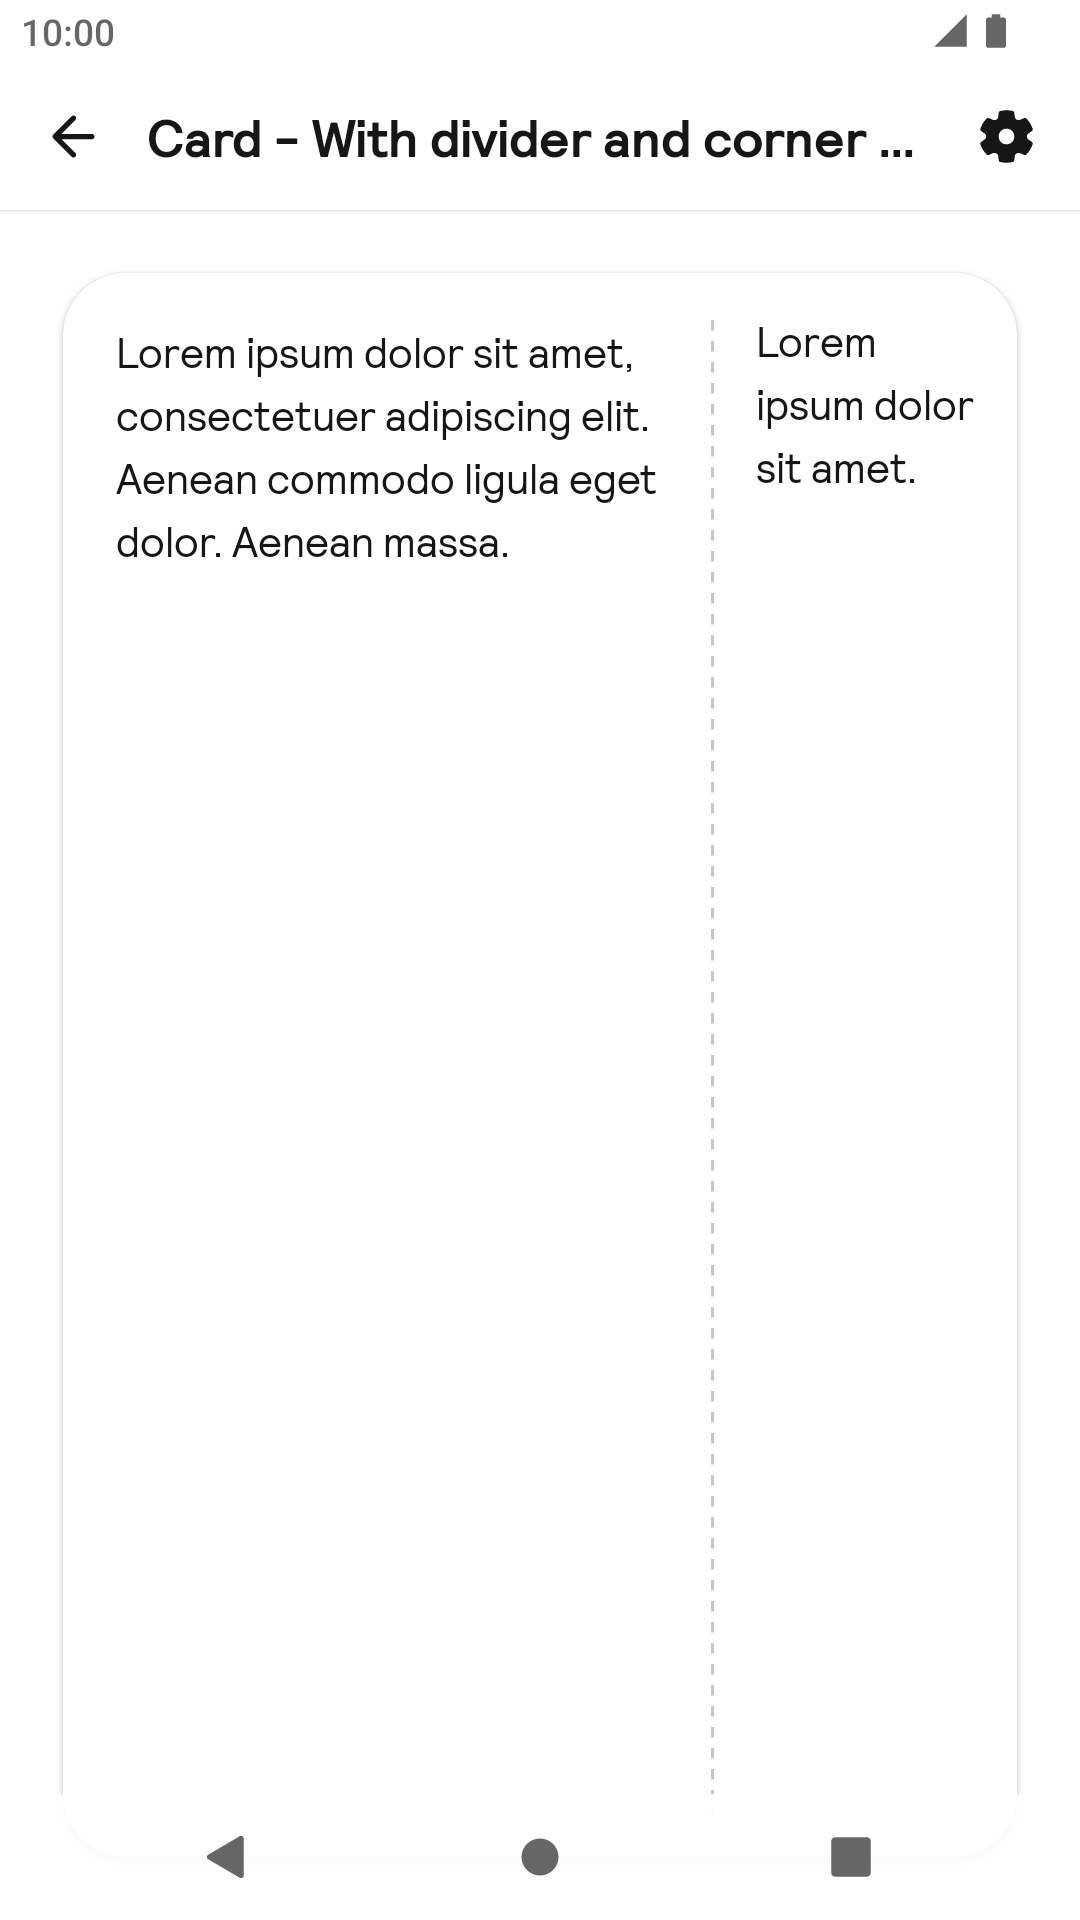 10:00
Card - With divider and corner ...
Lorem ipsum dolor sit amet,
consectetuer adipiscing elit.
Aenean commodo ligula eget
dolor. Aenean massa.
Lorem
ipsum dolor
sit amet.